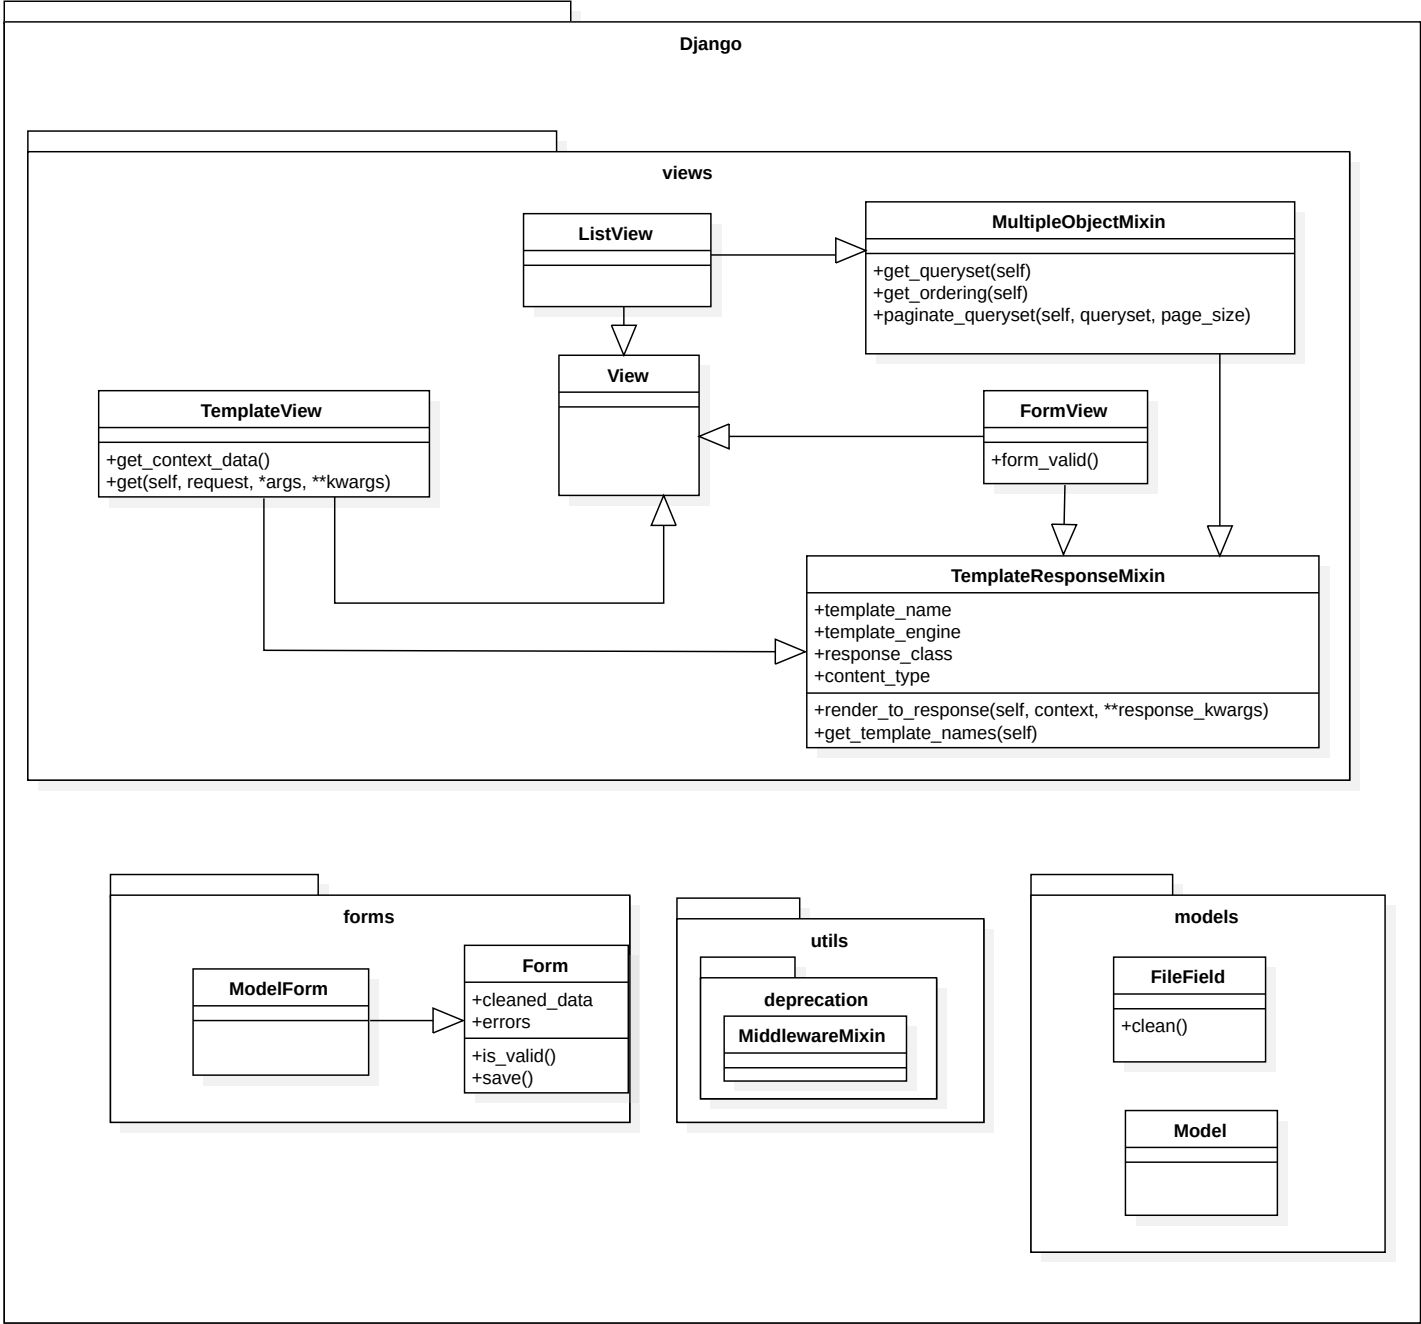 Django
views
ListView
MultipleObjectMixin
+get_queryset(self)
+get_ordering(self)
+paginate_queryset(self, queryset, page_size)
View
TemplateView
+get_context_data()
+get(self, request, *args, **kwargs)
FormView
+form_valid()
TemplateResponseMixin
+template_name
+template_engine
+response_class
+content_type
+render_to_response(self, context, **response_kwargs)
+get_template_names(self)
forms
ModelForm
Form
+cleaned_data
+errors
+is_valid()
+save()
utils
deprecation
MiddlewareMixin
models
FileField
+clean()
Model